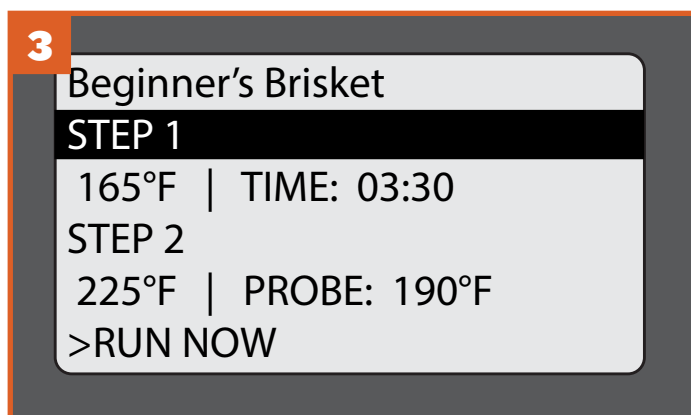 3
Beginner's Brisket
STEP 1
165°F | TIME: 03:30
STEP 2
225°F | PROBE: 190°F
>RUN NOW